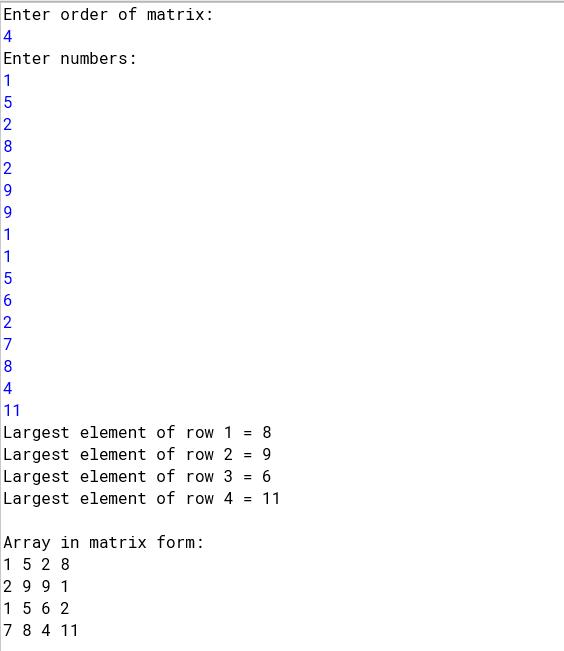 Enter order of matrix:
4
Enter numbers:
1
5
2
8
2
9
9
1
1
5
6
2
7
8
4
11
Largest element of row 1 = 8
Largest element of row 2 = 9
Largest element of row 3 = 6
Largest element of row 4 = 11

Array in matrix form:
1 5 2 8
2 9 9 1
1 5 6 2
7 8 4 11